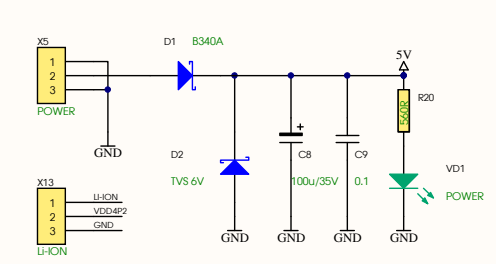 X5
D1 B340A
5V
1
2
3
POWER
R20
560R
GND
D2
TVS 6V
+
C8
100u/35V
C9
0.1
VD1
POWER
X13
1 LI-ION
2 VDD4P2
3 GND
Li-ION
GND
GND
GND
GND